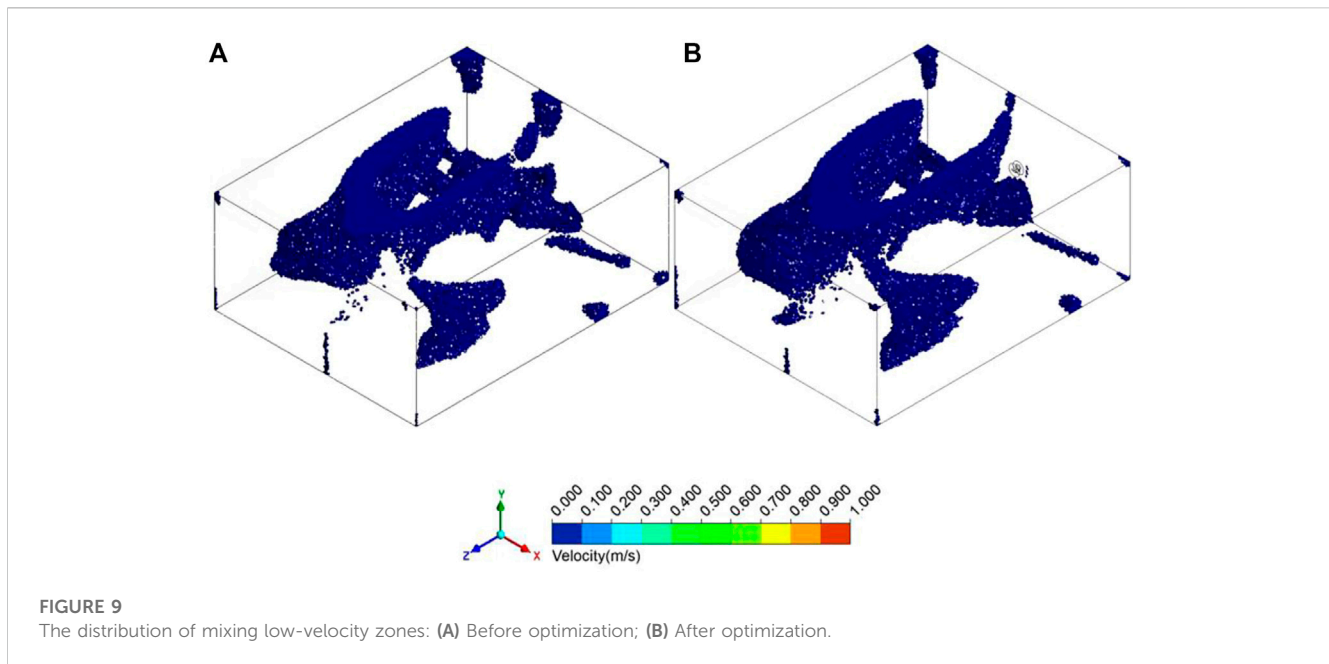 A
B
Y
Z
X
0.000
0.100
0.200
0.300
0.400
0.500
0.600
0.700
0.800
0.900
1.000
Velocity(m/s)
FIGURE 9
The distribution of mixing low-velocity zones: (A) Before optimization; (B) After optimization.